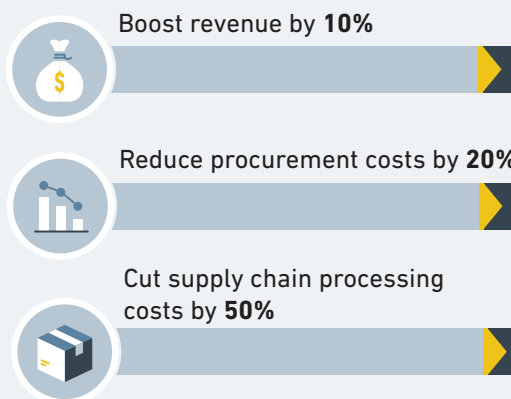 Boost revenue by 10%
$
Reduce procurement costs by 20%
Cut supply chain processing
costs by 50%